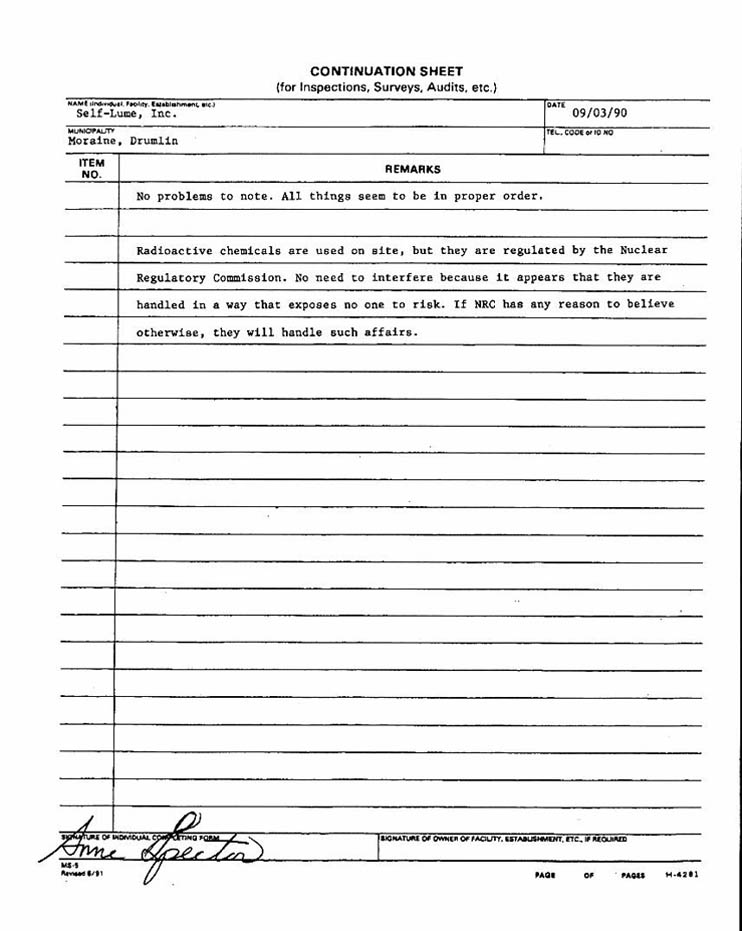 CONTINUATION SHEET
(for Inspections, Surveys, Audits, etc.)
NAME (Individual, Facility, Establishment, etc.)
Self-Lume, Inc.
DATE
09/03/90
MUNICIPALITY
Moraine, Drumlin
TEL., CODE or ID NO
ITEM NO.
REMARKS
No problems to note. All things seem to be in proper order.
Radioactive chemicals are used on site, but they are regulated by the Nuclear
Regulatory Commission. No need to interfere because it appears that they are
handled in a way that exposes no one to risk. If NRC has any reason to believe
otherwise, they will handle such affairs.
SIGNATURE OF INDIVIDUAL COMPLETING FORM
Anne Spector
SIGNATURE OF OWNER OF FACILITY, ESTABLISHMENT, ETC., IF REQUIRED
MS-5
Revised 6/91
PAGE OF PAGES H-4281